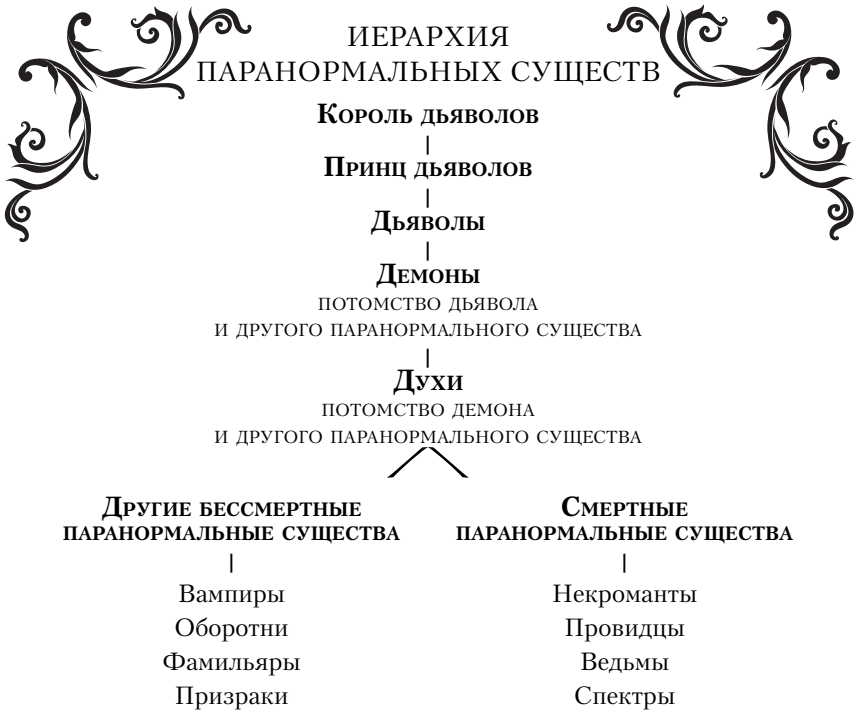 ИЕРАРХИЯ
ПАРАНОРМАЛЬНЫХ СУЩЕСТВ
Король дьяволов
Принц дьяволов
Дьяволы
Демоны
потомство дьявола
и другого паранормального существа
Духи
потомство демона
и другого паранормального существа
Другие бессмертные
паранормальные существа
Вампиры
Оборотни
Фамильяры
Призраки
Смертные
паранормальные существа
Некроманты
Провидцы
Ведьмы
Спектры